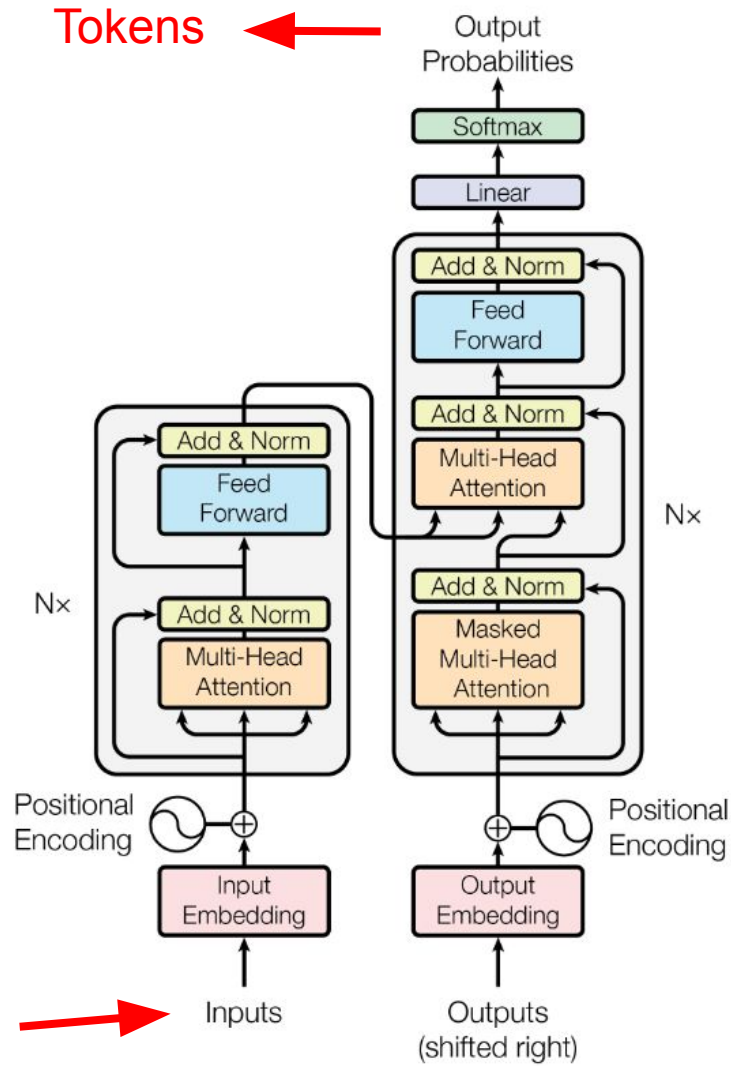 Tokens
Output
Probabilities
Softmax
Linear
Add & Norm
Feed
Forward
Add & Norm
Multi-Head
Attention
Add & Norm
Masked
Multi-Head
Attention
N×
Add & Norm
Feed
Forward
Add & Norm
Multi-Head
Attention
N×
Positional
Encoding
Positional
Encoding
Input
Embedding
Output
Embedding
Inputs
Outputs
(shifted right)